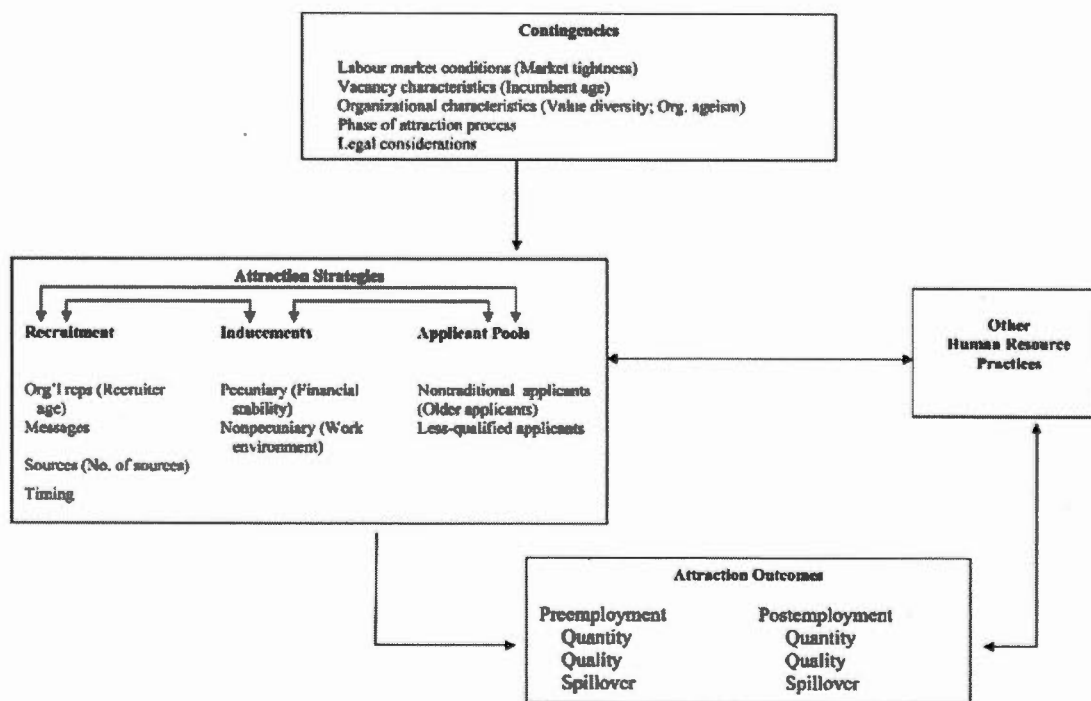 Contingencies
Labour market conditions (Market tightness)
Vacancy characteristics (Incumbent age)
Organizational characteristics (Value diversity; Org. ageism)
Phase of attraction process
Legal considerations
Attraction Strategies
Recruitment
Org'l reps (Recruiter
age)
Messages
Sources (No. of sources)
Timing
Inducements
Pecuniary (Financial
stability)
Nonpecuniary (Work
environment)
Applicant Pools
Nontraditional applicants
(Older applicants)
Less-qualified applicants
Other
Human Resource
Practices
Attraction Outcomes
Preemployment
Quantity
Quality
Spillover
Postemployment
Quantity
Quality
Spillover